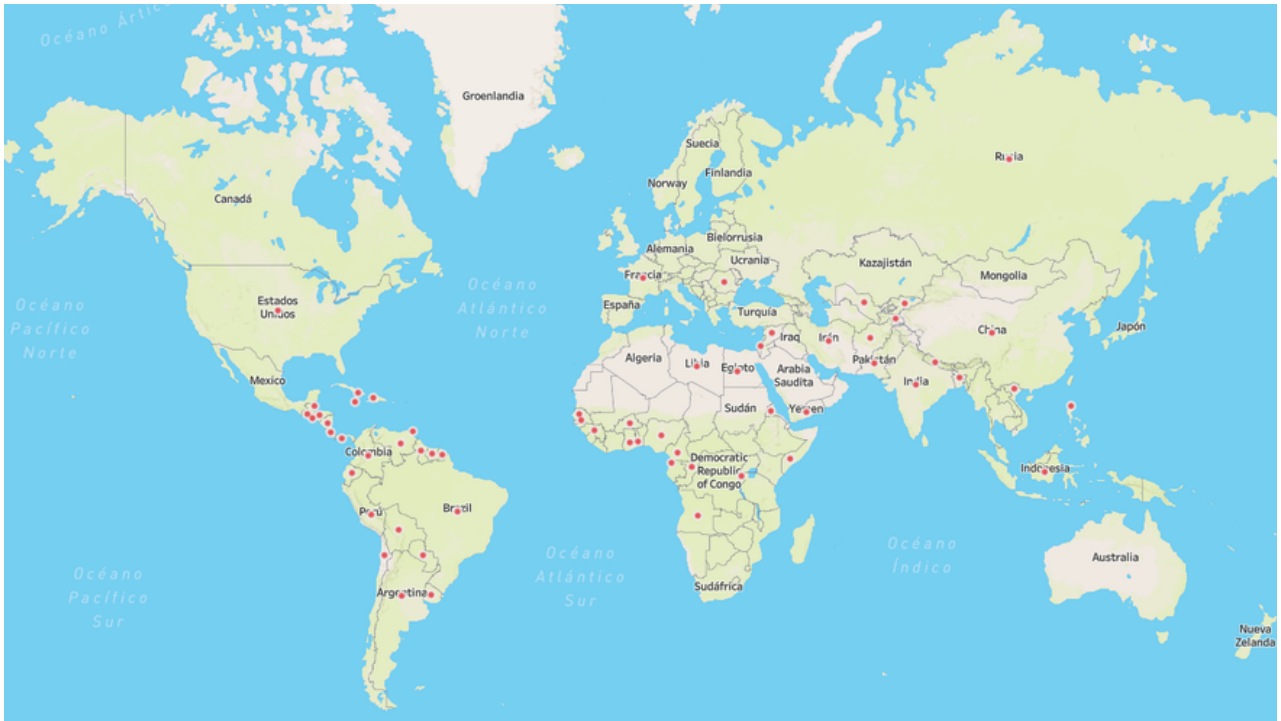 Océano Ártico
Groenlandia
Suecia
Finlandia
Norway
Rusia
Canadá
Bielorrusia
Alemania
Ucrania
Kazajistán
Mongolia
Francia
España
Turquía
Océano
Atlántico
Norte
Océano
Pacífico
Norte
Estados
Unidos
Japón
China
Iraq
Irán
Pakistán
Algeria
Libia
Egipto
Arabia
Saudita
India
Mexico
Sudán
Yemen
Colombia
Democratic
Republic
of Congo
Indonesia
Perú
Brazil
Océano
Índico
Océano
Atlántico
Sur
Océano
Pacífico
Sur
Australia
Argentina
Sudáfrica
Nueva
Zelanda